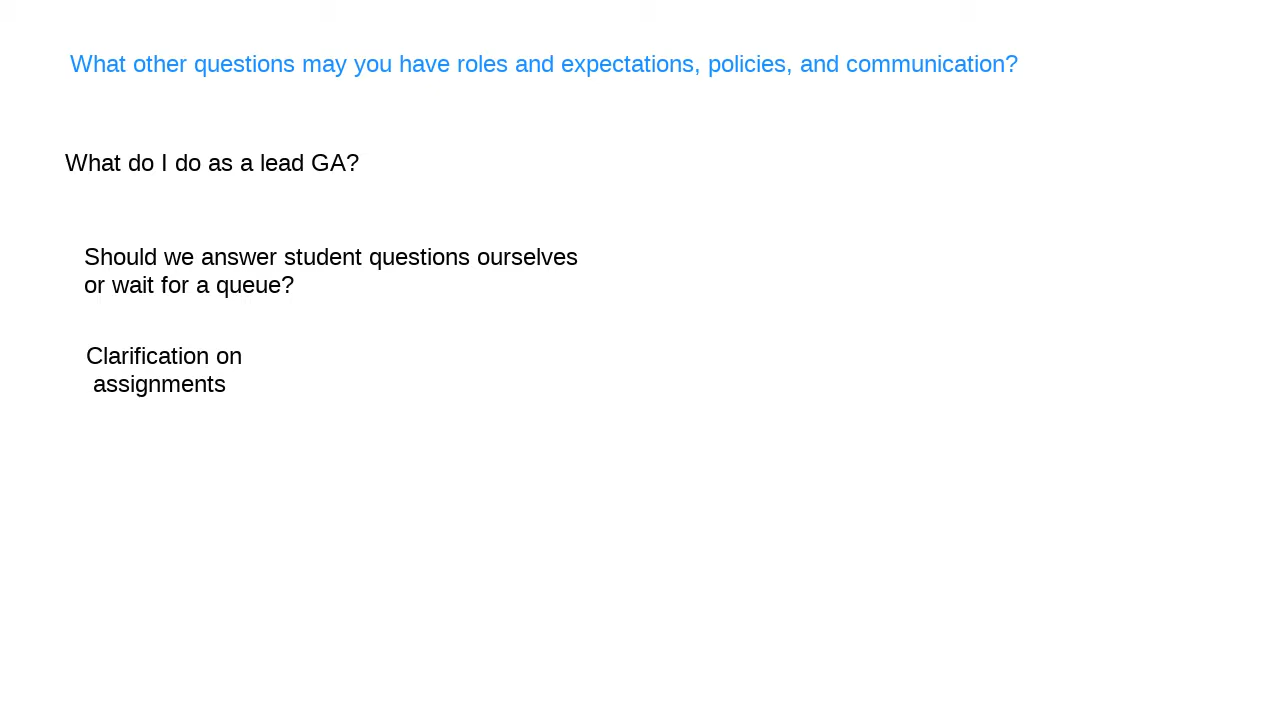 What other questions may you have roles and expectations, policies, and communication?
What do I do as a lead GA?
Should we answer student questions ourselves
or wait for a queue?
Clarification on
assignments